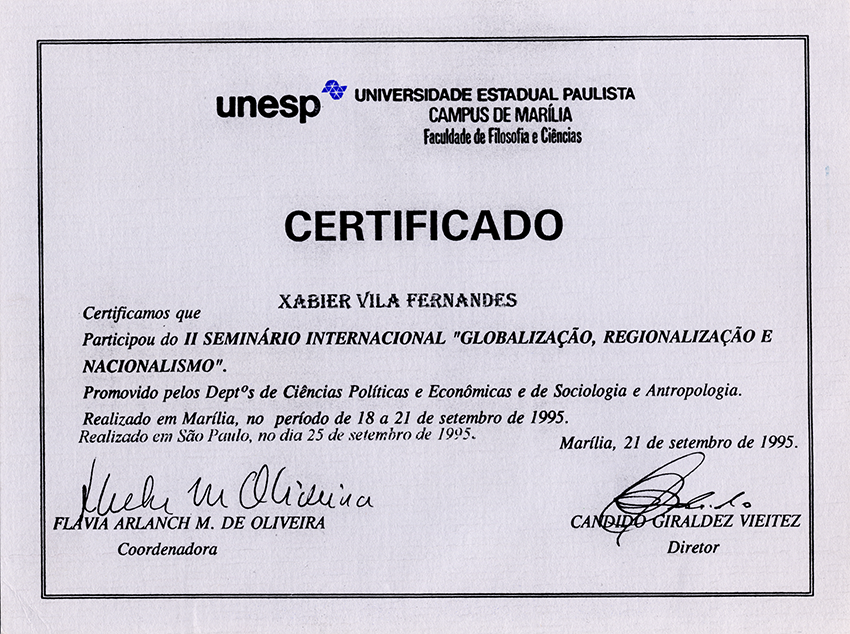 unesp UNIVERSIDADE ESTADUAL PAULISTA
CAMPUS DE MARÍLIA
Faculdade de Filosofia e Ciências
CERTIFICADO
XABIER VILA FERNANDES
Certificamos que
Participou do II SEMINÁRIO INTERNACIONAL "GLOBALIZAÇÃO, REGIONALIZAÇÃO E
NACIONALISMO".
Promovido pelos Deptºs de Ciências Políticas e Econômicas e de Sociologia e Antropologia.
Realizado em Marília, no período de 18 a 21 de setembro de 1995.
Realizado em São Paulo, no dia 25 de setembro de 1995.
Marília, 21 de setembro de 1995.
M Oliveira
FLÁVIA ARLANCH M. DE OLIVEIRA
Coordenadora
CANDIDO GIRALDEZ VIEITEZ
Diretor